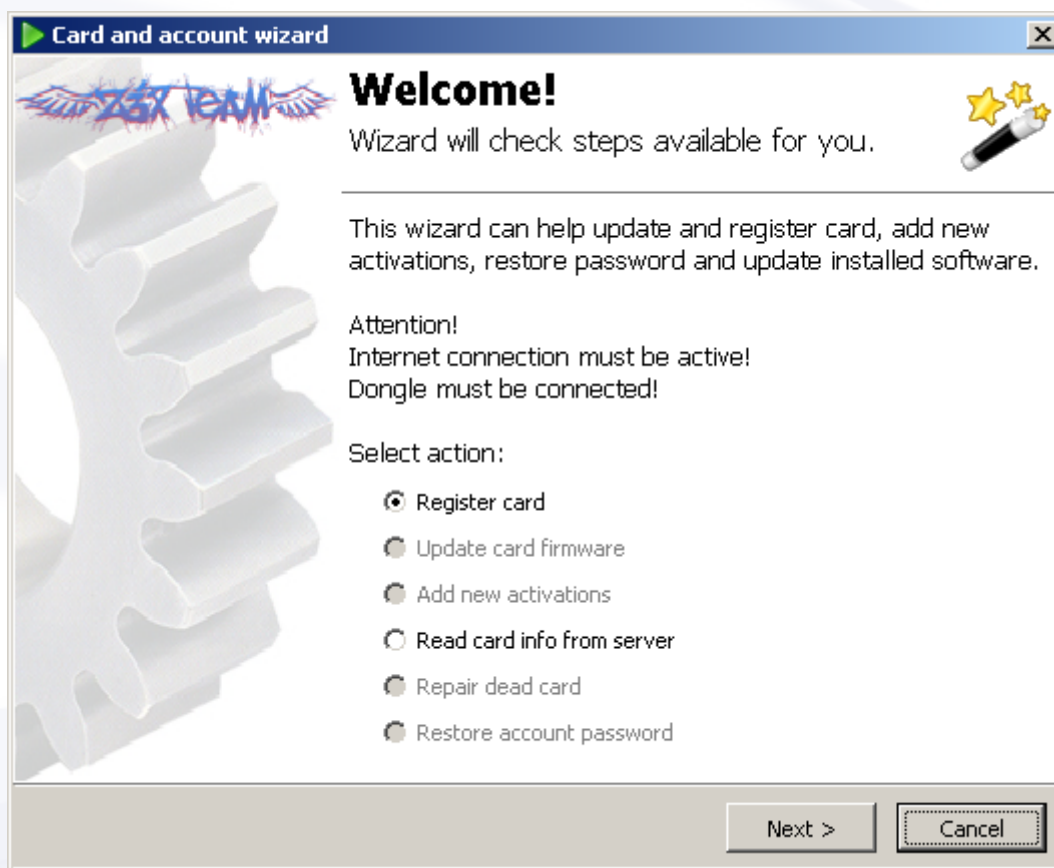 Card and account wizard
Z3X TEAM
Welcome!
Wizard will check steps available for you.
This wizard can help update and register card, add new
activations, restore password and update installed software.
Attention!
Internet connection must be active!
Dongle must be connected!
Select action:
Register card
Update card firmware
Add new activations
Read card info from server
Repair dead card
Restore account password
Next >
Cancel